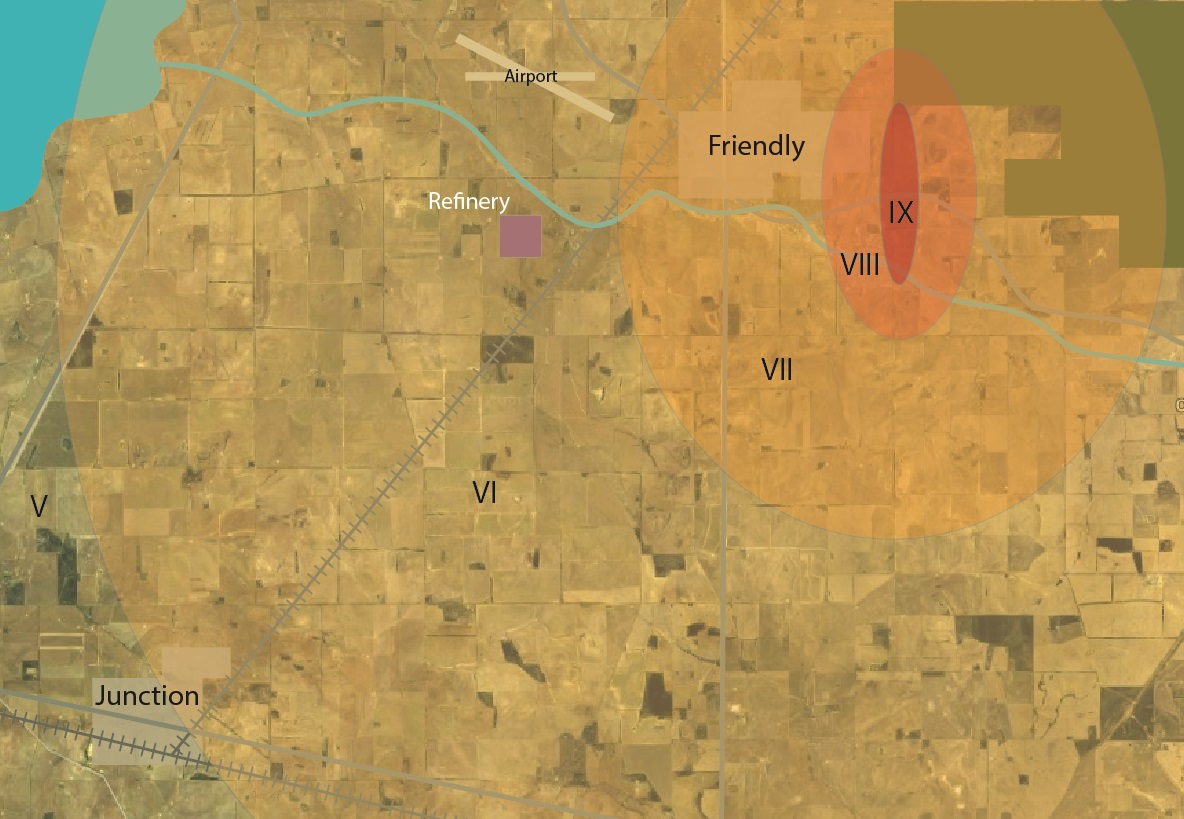 Airport
Friendly
Refinery
IX
VIII
VII
VI
V
Junction
©